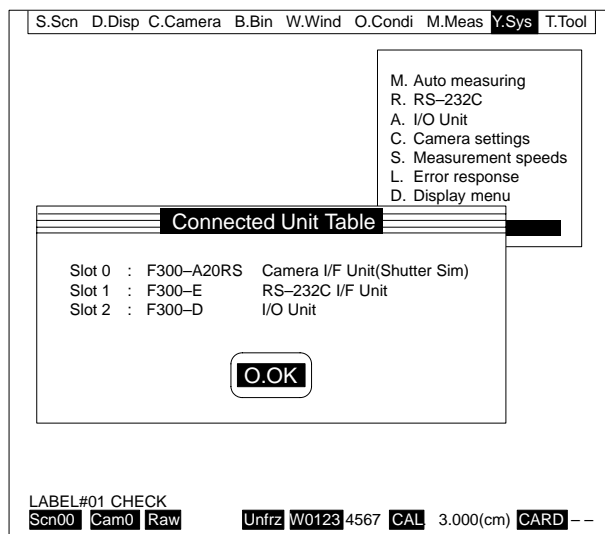 S.Scn D.Disp C.Camera B.Bin W.Wind O.Condi M.Meas Y.Sys T.Tool
M. Auto measuring
R. RS–232C
A. I/O Unit
C. Camera settings
S. Measurement speeds
L. Error response
D. Display menu
Connected Unit Table
Slot 0 : F300–A20RS Camera I/F Unit(Shutter Sim)
Slot 1 : F300–E RS–232C I/F Unit
Slot 2 : F300–D I/O Unit
O.OK
LABEL#01 CHECK
Scn00 Cam0 Raw Unfrz W0123 4567 CAL 3.000(cm) CARD – –